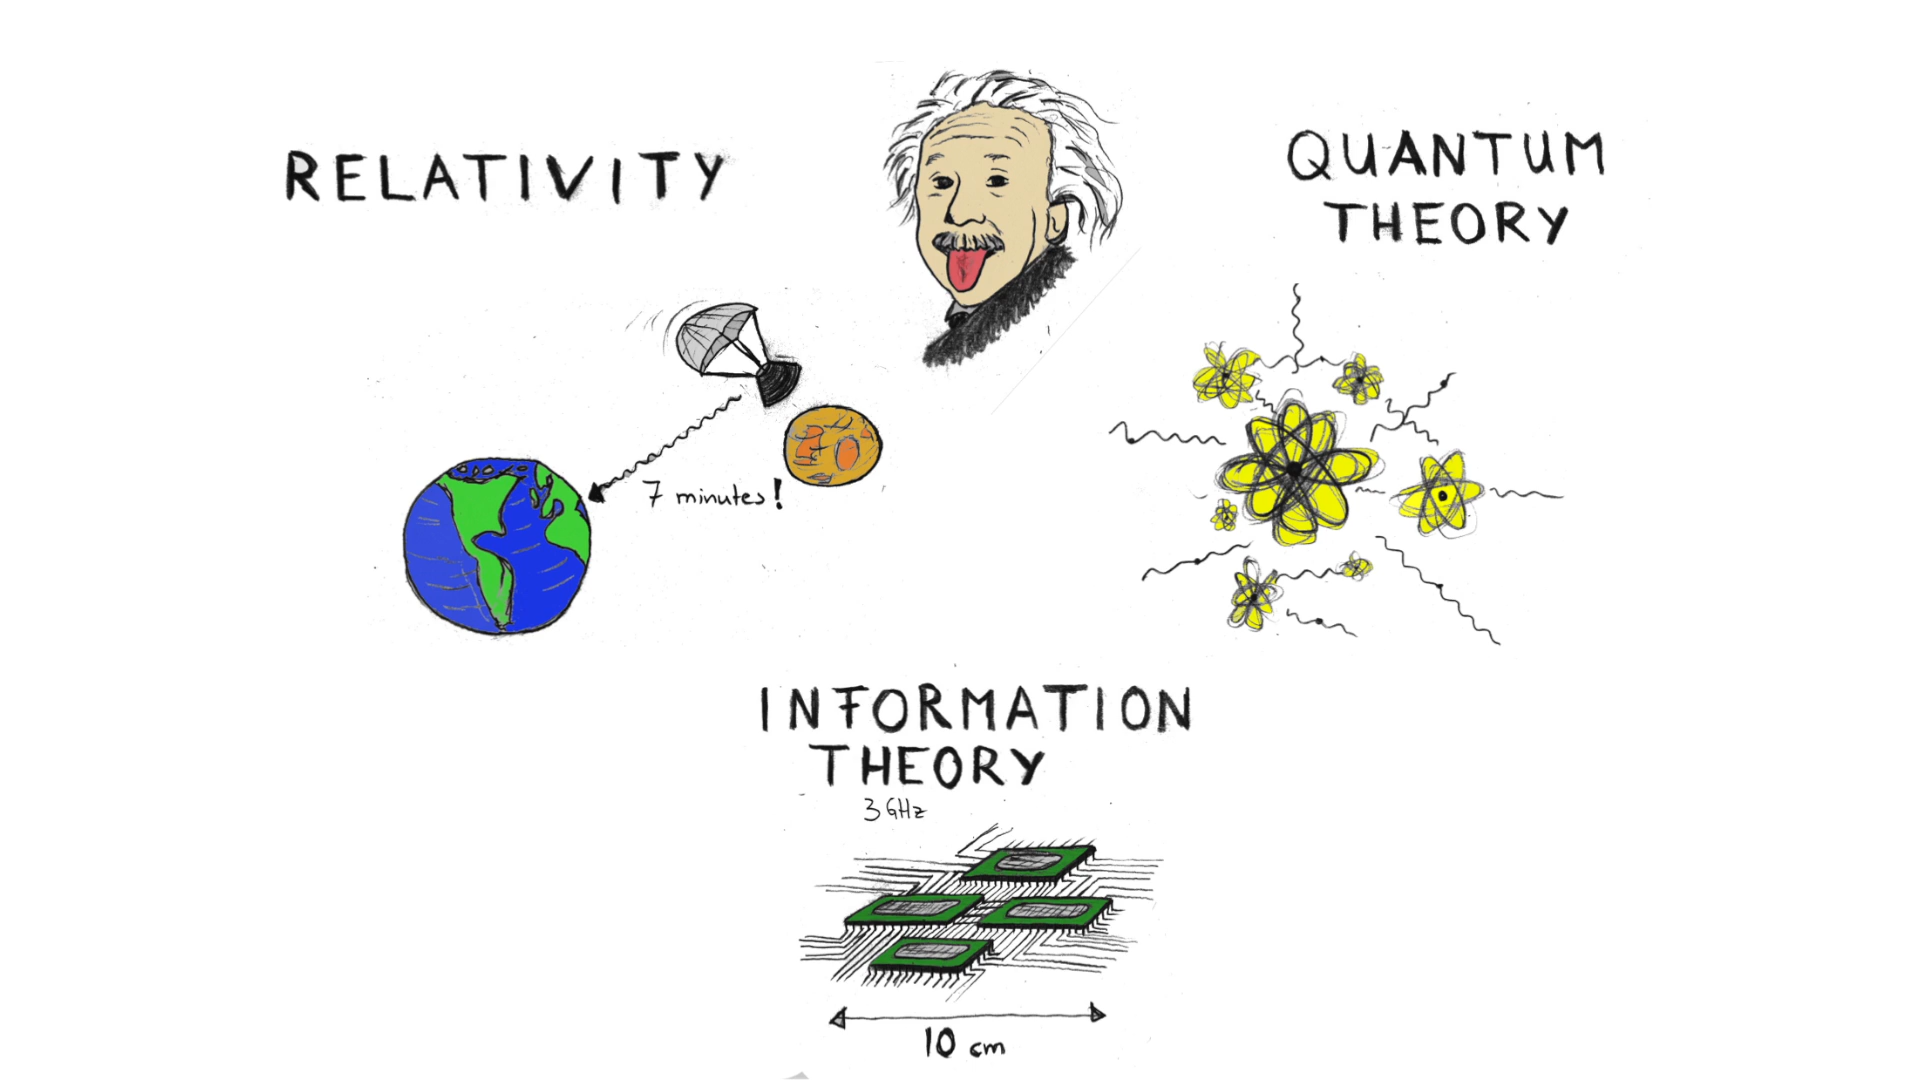 RELATIVITY
QUANTUM
THEORY
7 minutes!
INFORMATION
THEORY
3 GHz
10 cm